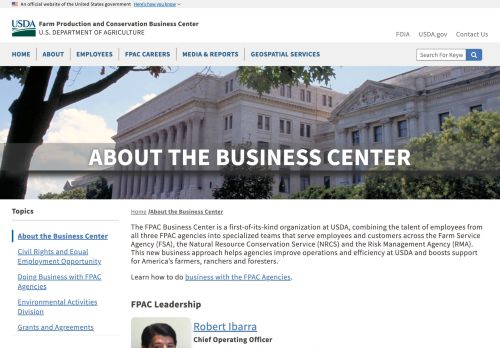 An official website of the United States government Here's how you know
USDA Farm Production and Conservation Business Center
U.S. DEPARTMENT OF AGRICULTURE
FOIA USDA.gov Contact Us
HOME ABOUT EMPLOYEES FPAC CAREERS MEDIA & REPORTS GEOSPATIAL SERVICES
Search For Keyw
ABOUT THE BUSINESS CENTER
Topics
About the Business Center
Civil Rights and Equal
Employment Opportunity
Doing Business with FPAC
Agencies
Environmental Activities
Division
Grants and Agreements
Home /About the Business Center
The FPAC Business Center is a first-of-its-kind organization at USDA, combining the talent of employees from
all three FPAC agencies into specialized teams that serve employees and customers across the Farm Service
Agency (FSA), the Natural Resource Conservation Service (NRCS) and the Risk Management Agency (RMA).
This new business approach helps agencies improve operations and efficiency at USDA and boosts support
for America's farmers, ranchers and foresters.
Learn how to do business with the FPAC Agencies.
FPAC Leadership
Robert Ibarra
Chief Operating Officer